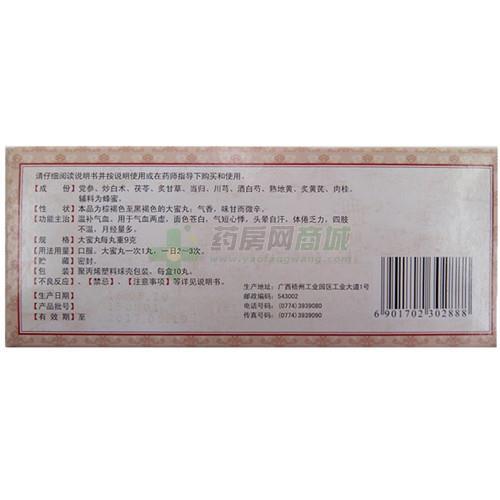 请仔细阅读说明书并按说明使用或在药师指导下购买和使用。
【成 份】党参、炒白术、茯苓、炙甘草、当归、川芎、酒白芍、熟地黄、炙黄芪、肉桂。
辅料为蜂蜜。
【性 状】本品为棕褐色至黑褐色的大蜜丸;气香,味甘而微辛。
【功能主治】温补气血。用于气血两虚,面色苍白,气短心悸,头晕自汗,体倦乏力,四肢
不温,月经量多。
【规 格】大蜜丸每丸重9克
【用法用量】口服。大蜜丸一次1丸,一日2~3次。
【贮 藏】密封。
【包 装】聚丙烯塑料球壳包装。每盒10丸。
【不良反应】、【禁忌】、【注意事项】等详见说明书。
【生产日期】
【产品批号】
【有 效 期】至
生产地址:广西梧州工业园区工业大道1号
邮政编码:543002
电话号码:(0774)3939080
传真号码:(0774)3939090
6 901702 302888
药房网商城
www.yaofangwang.com